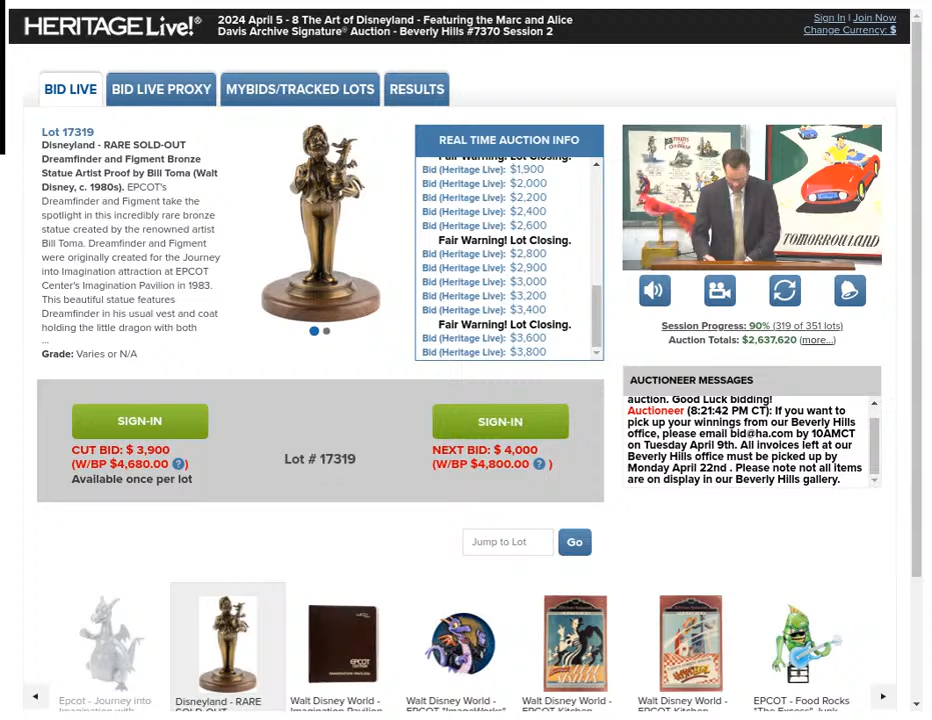 HERITAGE Live!®
2024 April 5 - 8 The Art of Disneyland - Featuring the Marc and Alice
Davis Archive Signature® Auction - Beverly Hills #7370 Session 2
Sign In | Join Now
Change Currency: $
BID LIVE
BID LIVE PROXY
MYBIDS/TRACKED LOTS
RESULTS
Lot 17319
Disneyland - RARE SOLD-OUT
Dreamfinder and Figment Bronze
Statue Artist Proof by Bill Toma (Walt
Disney, c. 1980s). EPCOT's
Dreamfinder and Figment take the
spotlight in this incredibly rare bronze
statue created by the renowned artist
Bill Toma. Dreamfinder and Figment
were originally created for the Journey
into Imagination attraction at EPCOT
Center's Imagination Pavilion in 1983.
This beautiful statue features
Dreamfinder in his usual vest and coat
holding the little dragon with both
...
Grade: Varies or N/A
REAL TIME AUCTION INFO
Fair Warning! Lot Closing.
Bid (Heritage Live): $1,900
Bid (Heritage Live): $2,000
Bid (Heritage Live): $2,200
Bid (Heritage Live): $2,400
Bid (Heritage Live): $2,600
Fair Warning! Lot Closing.
Bid (Heritage Live): $2,800
Bid (Heritage Live): $2,900
Bid (Heritage Live): $3,000
Bid (Heritage Live): $3,200
Bid (Heritage Live): $3,400
Fair Warning! Lot Closing.
Bid (Heritage Live): $3,600
Bid (Heritage Live): $3,800
TOMORROWLAND
Session Progress: 90% (319 of 351 lots)
Auction Totals: $2,637,620 (more...)
AUCTIONEER MESSAGES
auction. Good Luck bidding!
Auctioneer (8:21:42 PM CT): If you want to
pick up your winnings from our Beverly Hills
office, please email bid@ha.com by 10AMCT
on Tuesday April 9th. All invoices left at our
Beverly Hills office must be picked up by
Monday April 22nd . Please note not all items
are on display in our Beverly Hills gallery.
SIGN-IN
CUT BID: $ 3,900
(W/BP $4,680.00 ? )
Available once per lot
Lot # 17319
SIGN-IN
NEXT BID: $ 4,000
(W/BP $4,800.00 ? )
Jump to Lot
Go
Epcot - Journey into
Imagination with
Disneyland - RARE
SOLD-OUT
Walt Disney World -
Imagination Pavilion
Walt Disney World -
EPCOT "ImageWorks"
Walt Disney World -
EPCOT Kitchen
Walt Disney World -
EPCOT Kitchen
EPCOT - Food Rocks